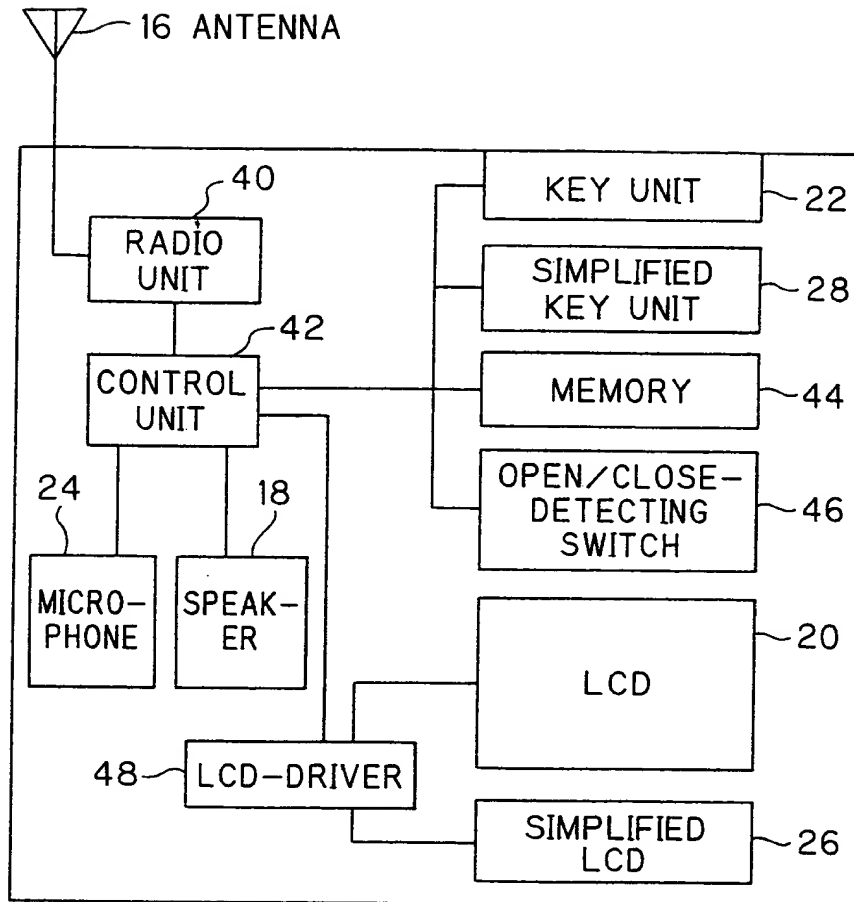 16 ANTENNA
40
RADIO
UNIT
42
CONTROL
UNIT
24
MICRO-
PHONE
18
SPEAK-
ER
48
LCD-DRIVER
KEY UNIT
22
SIMPLIFIED
KEY UNIT
28
MEMORY
44
OPEN/CLOSE-
DETECTING
SWITCH
46
LCD
20
SIMPLIFIED
LCD
26